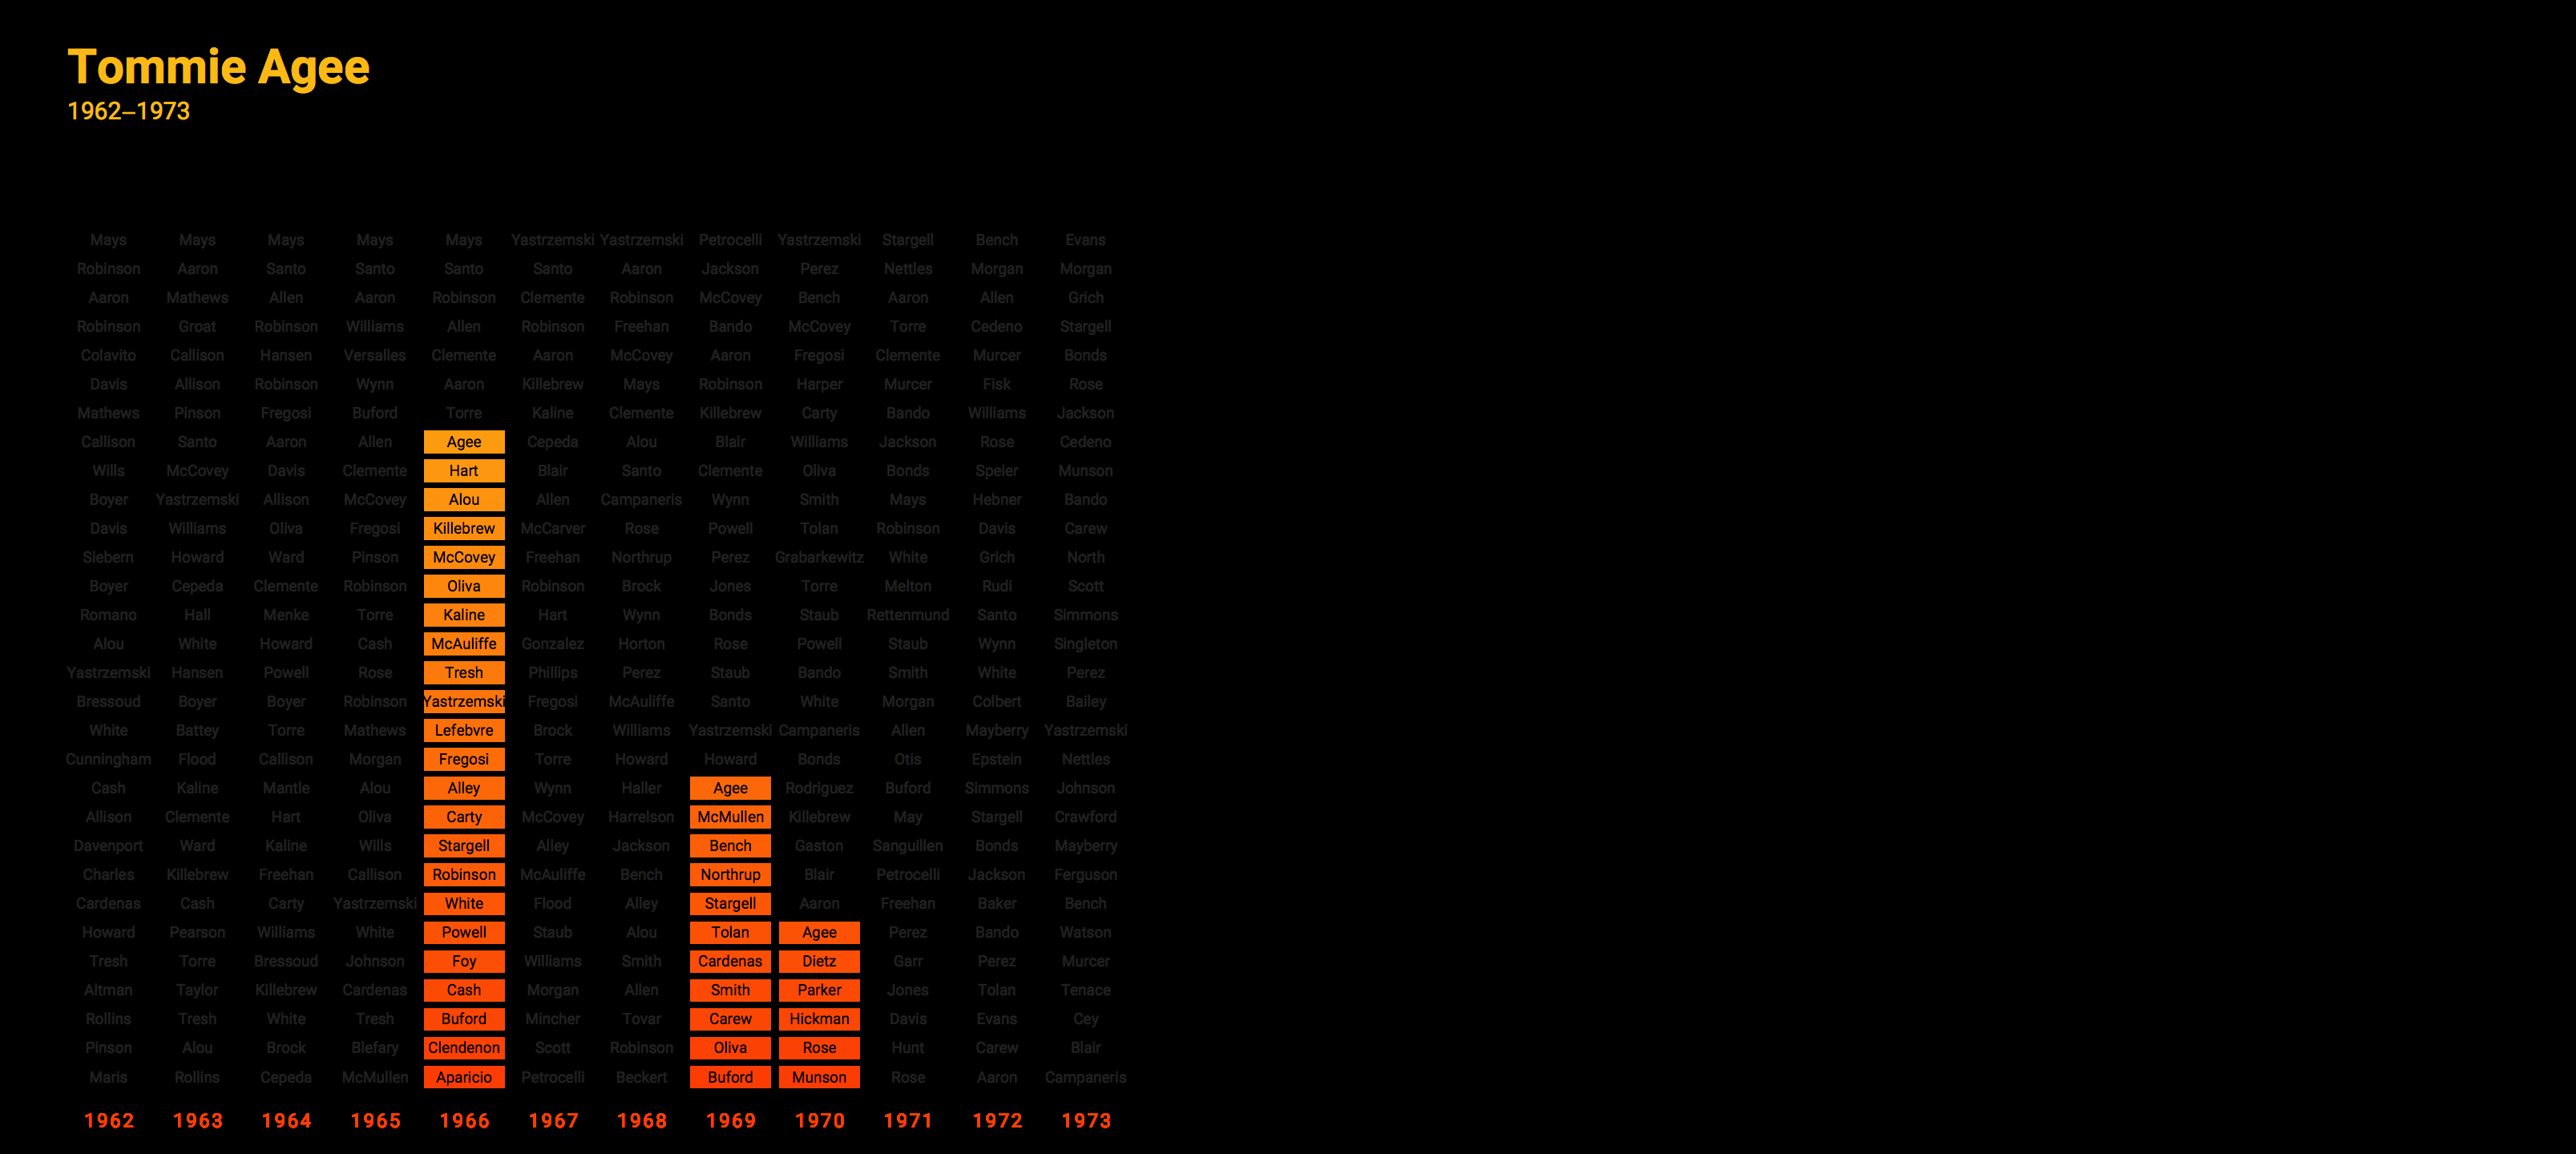 Tommie Agee
1962–1973
Mays Mays Mays Mays Mays Yastrzemski Yastrzemski Petrocelli Yastrzemski Stargell Bench Evans
Robinson Aaron Santo Santo Santo Santo Aaron Jackson Perez Nettles Morgan Morgan
Aaron Mathews Allen Aaron Robinson Clemente Robinson McCovey Bench Aaron Allen Grich
Robinson Groat Robinson Williams Allen Robinson Freehan Bando McCovey Torre Cedeno Stargell
Colavito Callison Hansen Versalles Clemente Aaron McCovey Aaron Fregosi Clemente Murcer Bonds
Davis Allison Robinson Wynn Aaron Killebrew Mays Robinson Harper Murcer Fisk Rose
Mathews Pinson Fregosi Buford Torre Kaline Clemente Killebrew Carty Bando Williams Jackson
Callison Santo Aaron Allen Agee Cepeda Alou Blair Williams Jackson Rose Cedeno
Wills McCovey Davis Clemente Hart Blair Santo Clemente Oliva Bonds Speier Munson
Boyer Yastrzemski Allison McCovey Alou Allen Campaneris Wynn Smith Mays Hebner Bando
Davis Williams Oliva Fregosi Killebrew McCarver Rose Powell Tolan Robinson Davis Carew
Siebern Howard Ward Pinson McCovey Freehan Northrup Perez Grabarkewitz White Grich North
Boyer Cepeda Clemente Robinson Oliva Robinson Brock Jones Torre Melton Rudi Scott
Romano Hall Menke Torre Kaline Hart Wynn Bonds Staub Rettenmund Santo Simmons
Alou White Howard Cash McAuliffe Gonzalez Horton Rose Powell Staub Wynn Singleton
Yastrzemski Hansen Powell Rose Tresh Phillips Perez Staub Bando Smith White Perez
Bressoud Boyer Boyer Robinson Yastrzemski Fregosi McAuliffe Santo White Morgan Colbert Bailey
White Battey Torre Mathews Lefebvre Brock Williams Yastrzemski Campaneris Allen Mayberry Yastrzemski
Cunningham Flood Callison Morgan Fregosi Torre Howard Howard Bonds Otis Epstein Nettles
Cash Kaline Mantle Alou Alley Wynn Haller Agee Rodriguez Buford Simmons Johnson
Allison Clemente Hart Oliva Carty McCovey Harrelson McMullen Killebrew May Stargell Crawford
Davenport Ward Kaline Wills Stargell Alley Jackson Bench Gaston Sanguillen Bonds Mayberry
Charles Killebrew Freehan Callison Robinson McAuliffe Bench Northrup Blair Petrocelli Jackson Ferguson
Cardenas Cash Carty Yastrzemski White Flood Alley Stargell Aaron Freehan Baker Bench
Howard Pearson Williams White Powell Staub Alou Tolan Agee Perez Bando Watson
Tresh Torre Bressoud Johnson Foy Williams Smith Cardenas Dietz Garr Perez Murcer
Altman Taylor Killebrew Cardenas Cash Morgan Allen Smith Parker Jones Tolan Tenace
Rollins Tresh White Tresh Buford Mincher Tovar Carew Hickman Davis Evans Cey
Pinson Alou Brock Blefary Clendenon Scott Robinson Oliva Rose Hunt Carew Blair
Maris Rollins Cepeda McMullen Aparicio Petrocelli Beckert Buford Munson Rose Aaron Campaneris
1962 1963 1964 1965 1966 1967 1968 1969 1970 1971 1972 1973